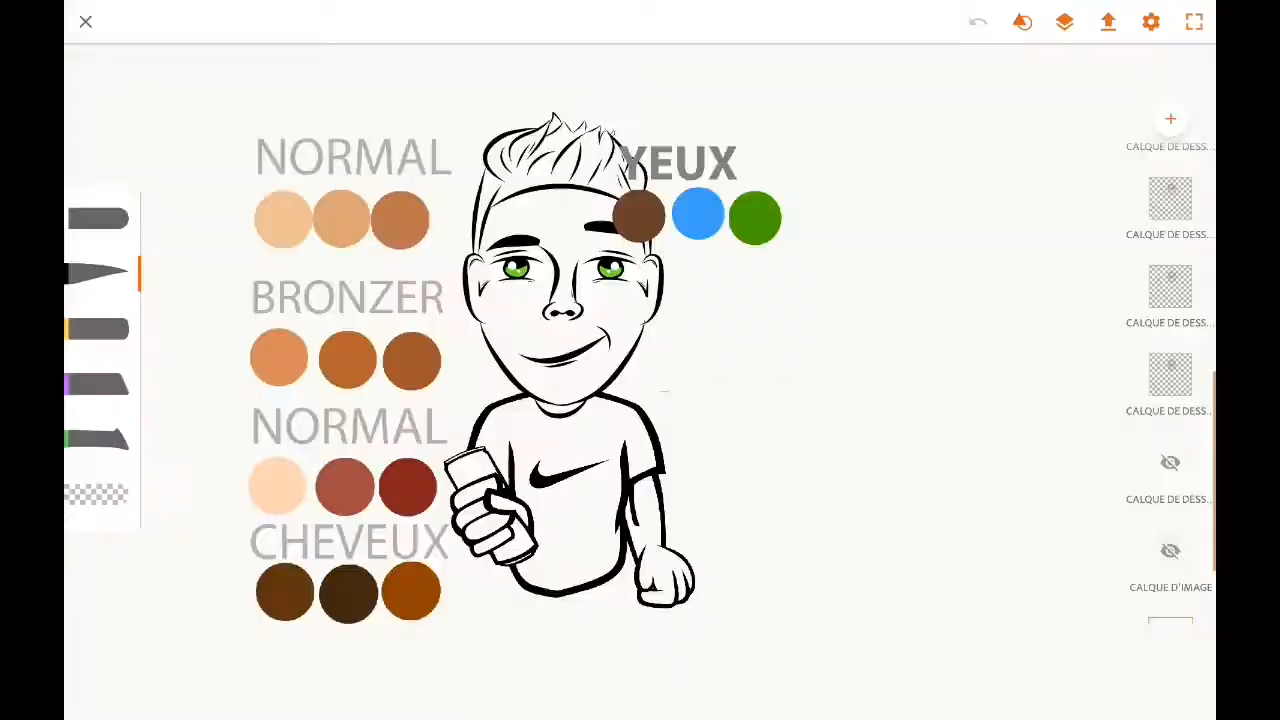 NORMAL
YEUX
BRONZER
NORMAL
CHEVEUX
CALQUE DE DESS...
CALQUE DE DESS...
CALQUE DE DESS...
CALQUE DE DESS...
CALQUE DE DESS...
CALQUE D'IMAGE